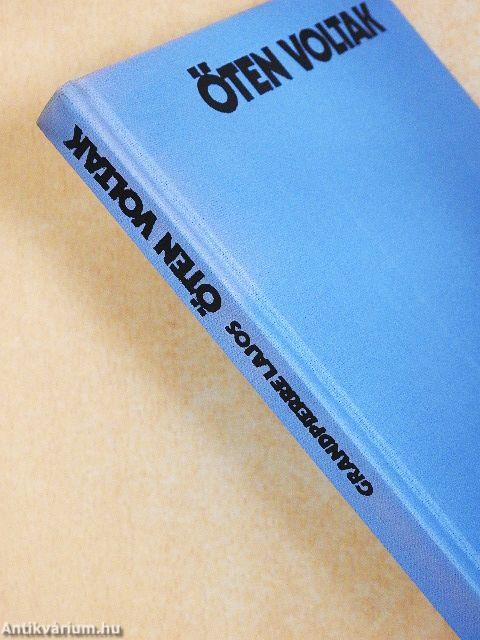 ÖTEN VOLTAK
GRANDPIERRE LAJOS ÖTEN VOLTAK
Antikvárium.hu